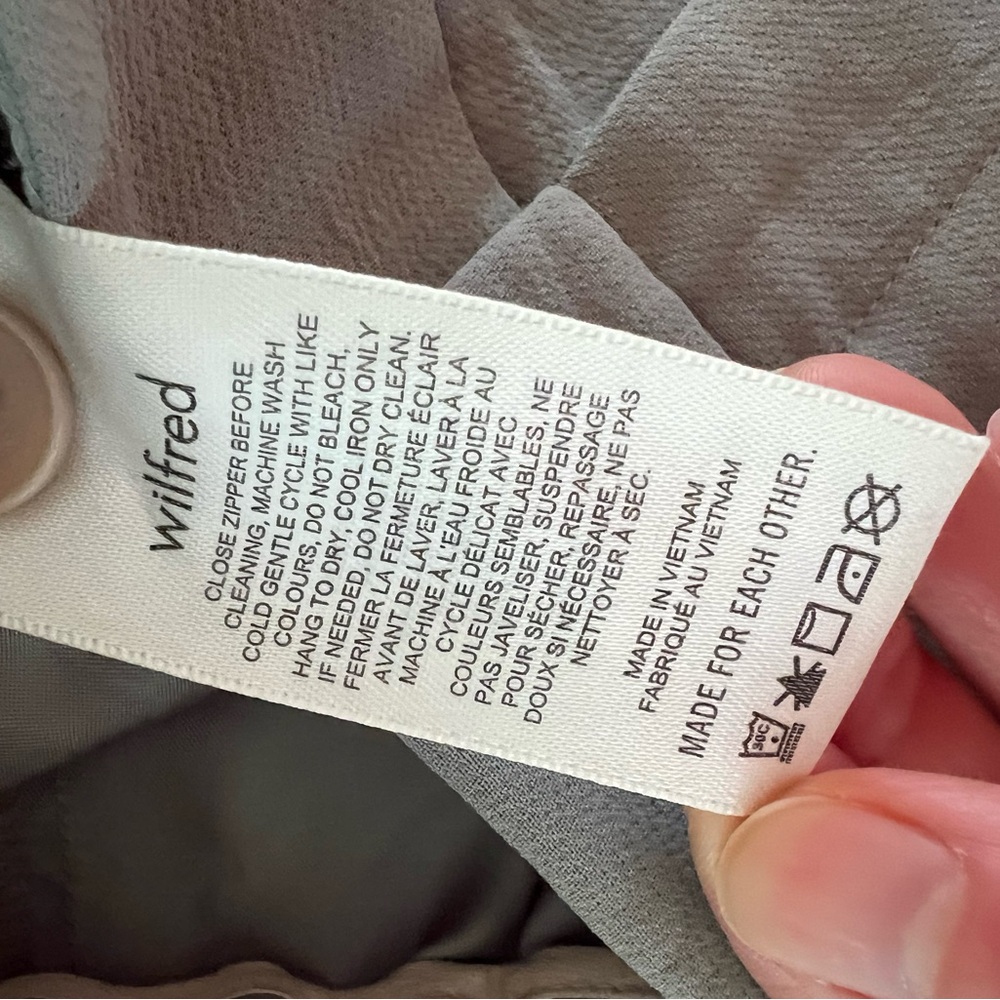 wilfred
CLOSE ZIPPER BEFORE
CLEANING, MACHINE WASH
COLD GENTLE CYCLE WITH LIKE
COLOURS, DO NOT BLEACH,
HANG TO DRY, COOL IRON ONLY
IF NEEDED, DO NOT DRY CLEAN.
FERMER LA FERMETURE ÉCLAIR
AVANT DE LAVER, LAVER À LA
MACHINE À L'EAU FROIDE AU
CYCLE DÉLICAT AVEC
COULEURS SEMBLABLES, NE
PAS JAVELISER, SUSPENDRE
POUR SÉCHER, REPASSAGE
DOUX SI NÉCESSAIRE, NE PAS
NETTOYER À SEC.
MADE IN VIETNAM
FABRIQUÉ AU VIETNAM
MADE FOR EACH OTHER.
30C